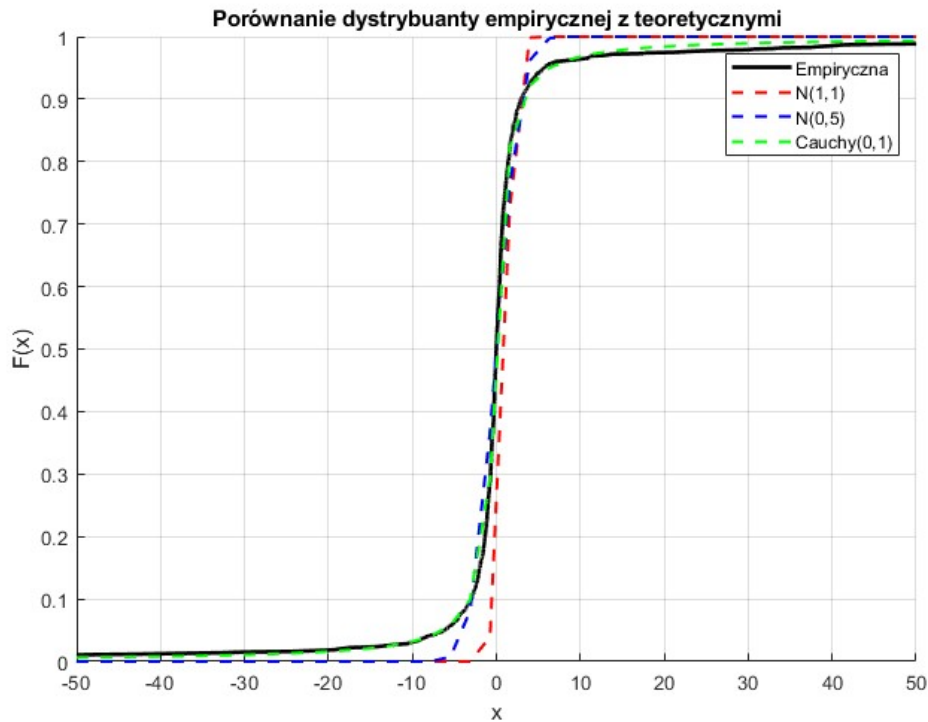 Porównanie dystrybuanty empirycznej z teoretycznymi
1
0.9
0.8
0.7
0.6
0.5
0.4
0.3
0.2
0.1
0
F(x)
Empiryczna
N(1,1)
N(0,5)
Cauchy(0,1)
-50 -40 -30 -20 -10 0 10 20 30 40 50
x